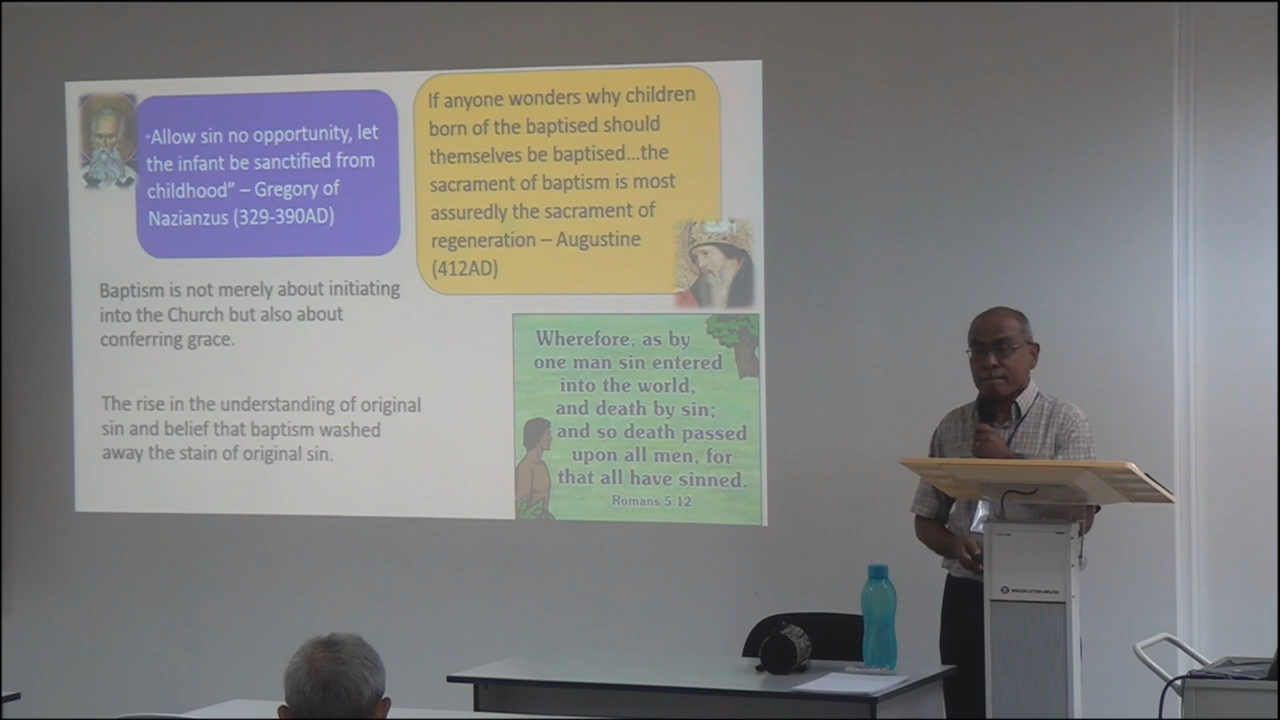 "Allow sin no opportunity, let
the infant be sanctified from
childhood” – Gregory of
Nazianzus (329-390AD)
If anyone wonders why children
born of the baptised should
themselves be baptised...the
sacrament of baptism is most
assuredly the sacrament of
regeneration – Augustine
(412AD)
Baptism is not merely about initiating
into the Church but also about
conferring grace.
The rise in the understanding of original
sin and belief that baptism washed
away the stain of original sin.
Wherefore, as by
one man sin entered
into the world,
and death by sin;
and so death passed
upon all men, for
that all have sinned.
Romans 5:12